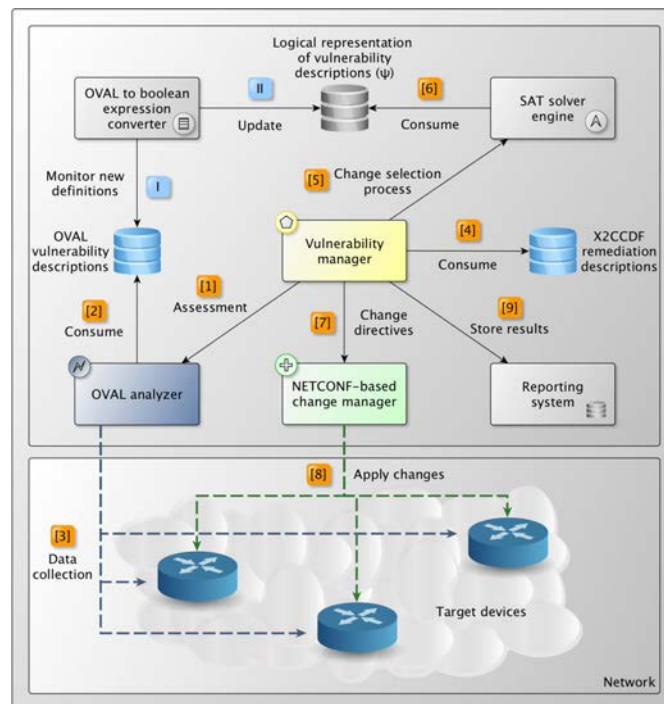 Logical representation
of vulnerability
descriptions (ψ)
OVAL to boolean
expression
converter
II
Update
[6]
Consume
SAT solver
engine
A
Monitor new
definitions
I
[5]
Change selection
process
OVAL
vulnerability
descriptions
Vulnerability
manager
[4]
Consume
X2CCDF
remediation
descriptions
[2]
Consume
[1]
Assessment
[7]
Change
directives
[9]
Store results
OVAL analyzer
NETCONF-based
change manager
Reporting
system
[8]
Apply changes
[3]
Data
collection
Target devices
Network